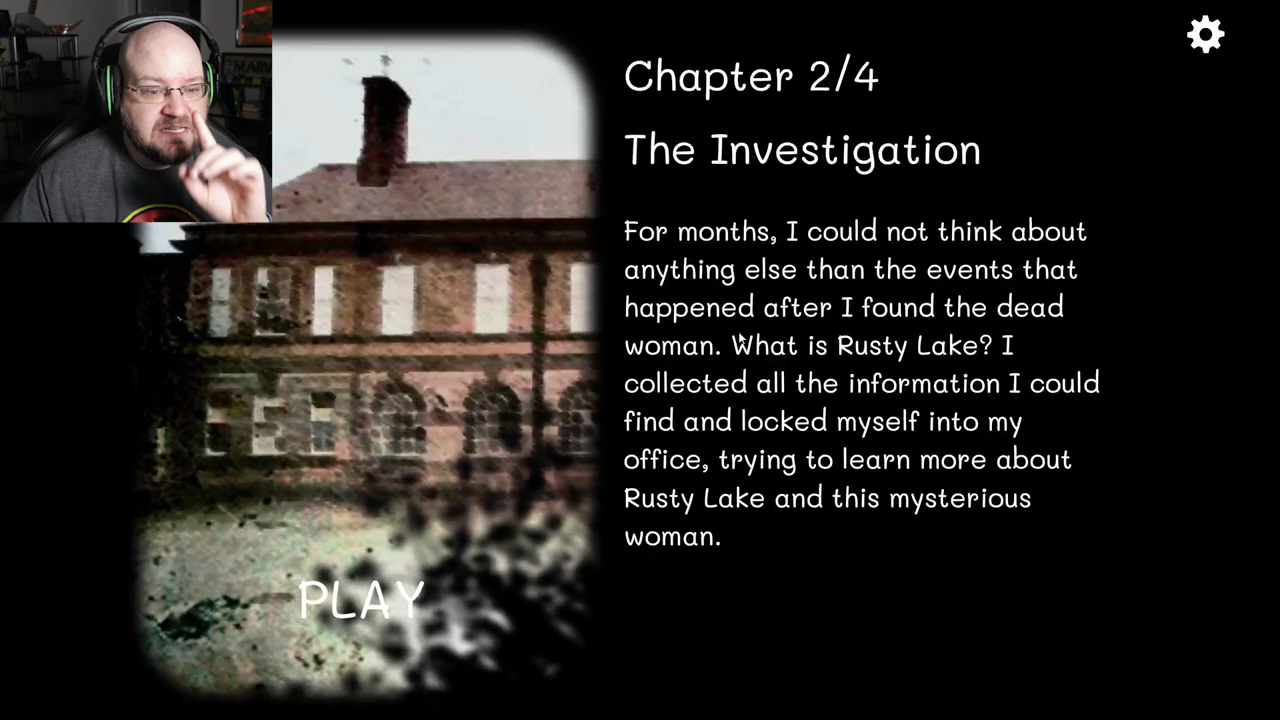 Chapter 2/4
The Investigation
For months, I could not think about
anything else than the events that
happened after I found the dead
woman. What is Rusty Lake? I
collected all the information I could
find and locked myself into my
office, trying to learn more about
Rusty Lake and this mysterious
woman.
PLAY